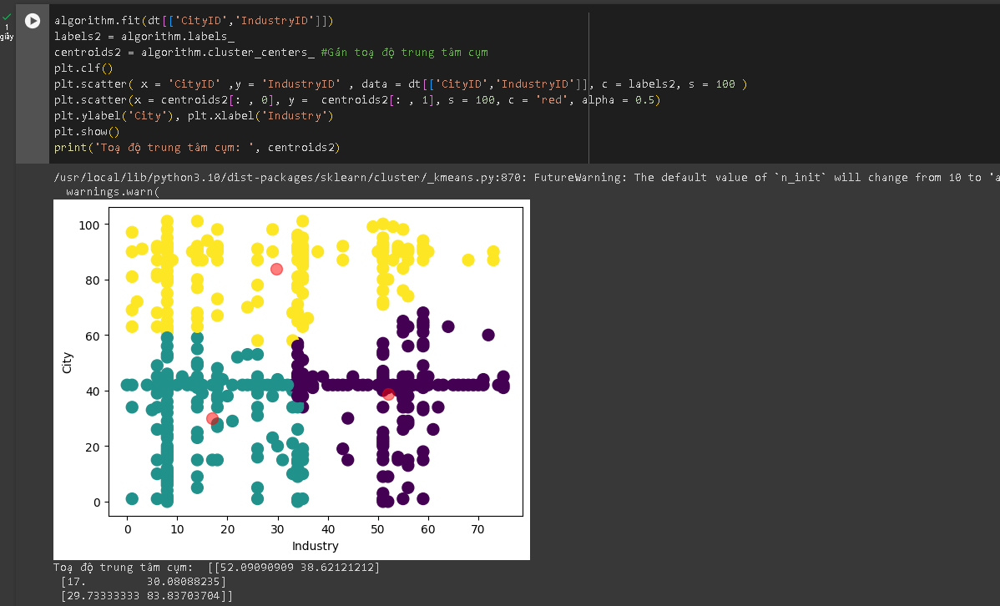 algorithm.fit(dt[['CityID','IndustryID']])
1
giây
labels2 = algorithm.labels_
centroids2 = algorithm.cluster_centers_ #Gán toạ độ trung tâm cụm
plt.clf()
plt.scatter( x = 'CityID' ,y = 'IndustryID' , data = dt[['CityID','IndustryID']], c = labels2, s = 100 )
plt.scatter(x = centroids2[: , 0], y =  centroids2[: , 1], s = 100, c = 'red', alpha = 0.5)
plt.ylabel('City'), plt.xlabel('Industry')
plt.show()
print('Toạ độ trung tâm cụm: ', centroids2)
/usr/local/lib/python3.10/dist-packages/sklearn/cluster/_kmeans.py:870: FutureWarning: The default value of `n_init` will change from 10 to 'a
warnings.warn(
100
80
60
40
20
0
City
0 10 20 30 40 50 60 70
Industry
Toạ độ trung tâm cụm:  [[52.09090909 38.62121212]
[17.         30.08088235]
[29.73333333 83.83703704]]